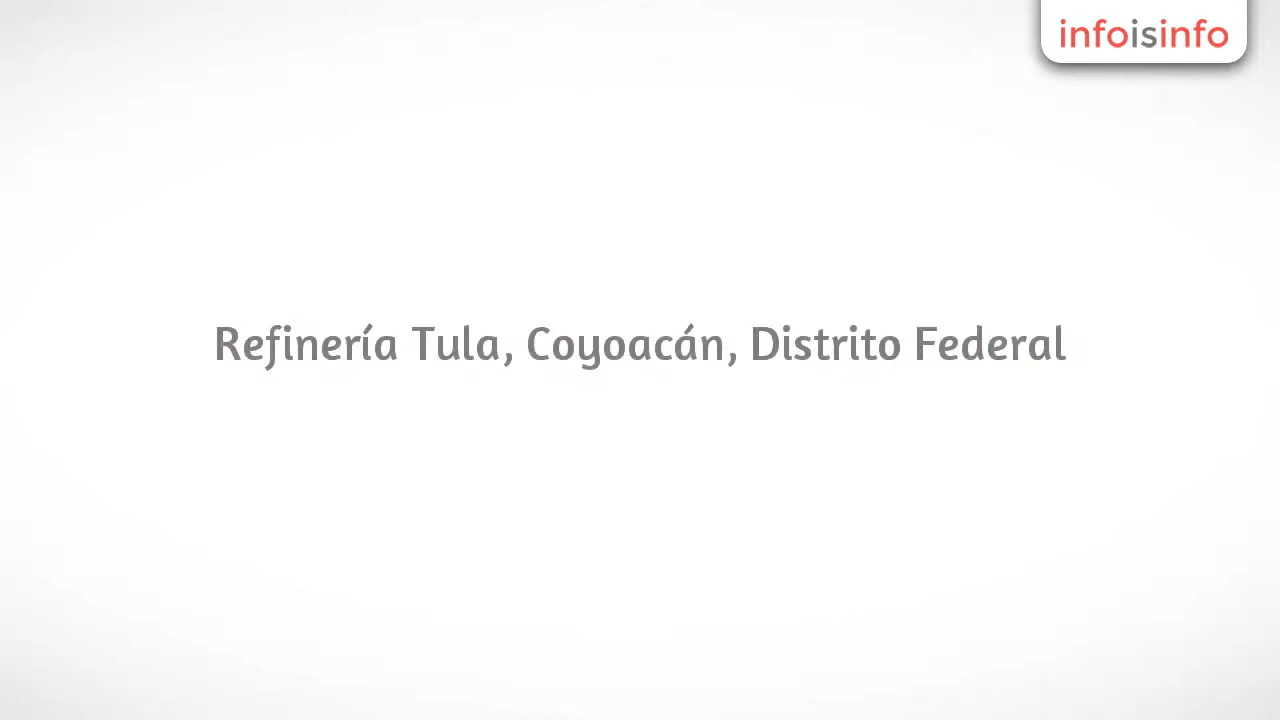 infoisinfo
Refinería Tula, Coyoacán, Distrito Federal